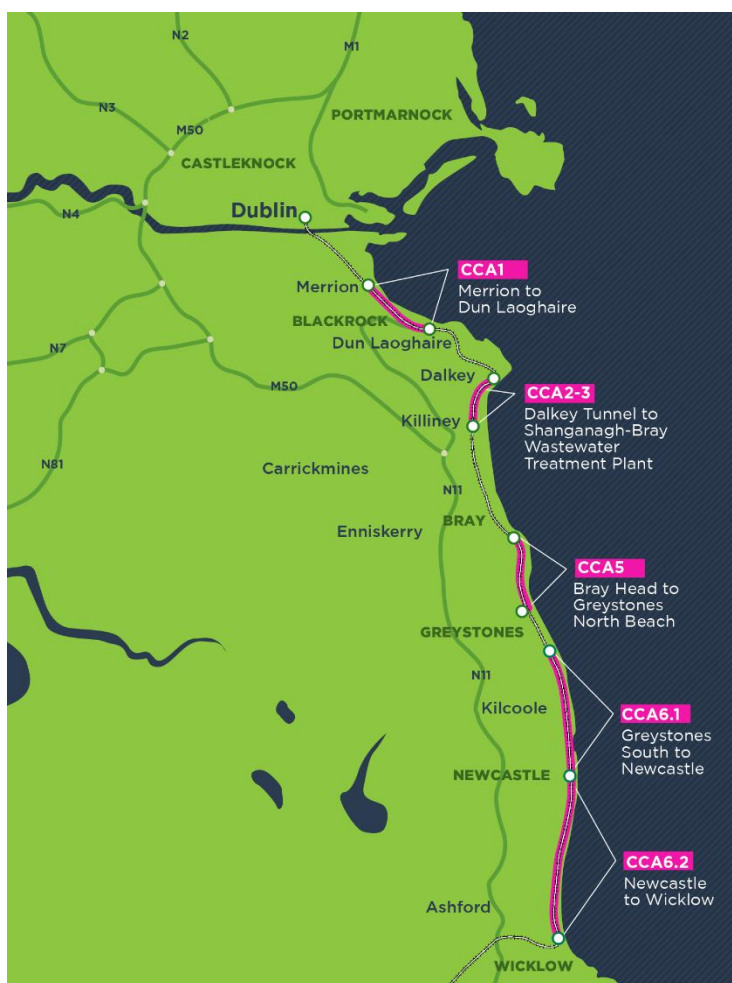 N2
M1
N3
PORTMARNOCK
M50
CASTLEKNOCK
N4
Dublin
CCA1
Merrion to
Dun Laoghaire
Merrion
BLACKROCK
Dun Laoghaire
N7
M50
Dalkey
CCA2-3
Dalkey Tunnel to
Shanganagh-Bray
Wastewater
Treatment Plant
Killiney
N81
Carrickmines
N11
BRAY
Enniskerry
CCA5
Bray Head to
Greystones
North Beach
GREYSTONES
N11
Kilcoole
CCA6.1
Greystones
South to
Newcastle
NEWCASTLE
CCA6.2
Newcastle
to Wicklow
Ashford
WICKLOW